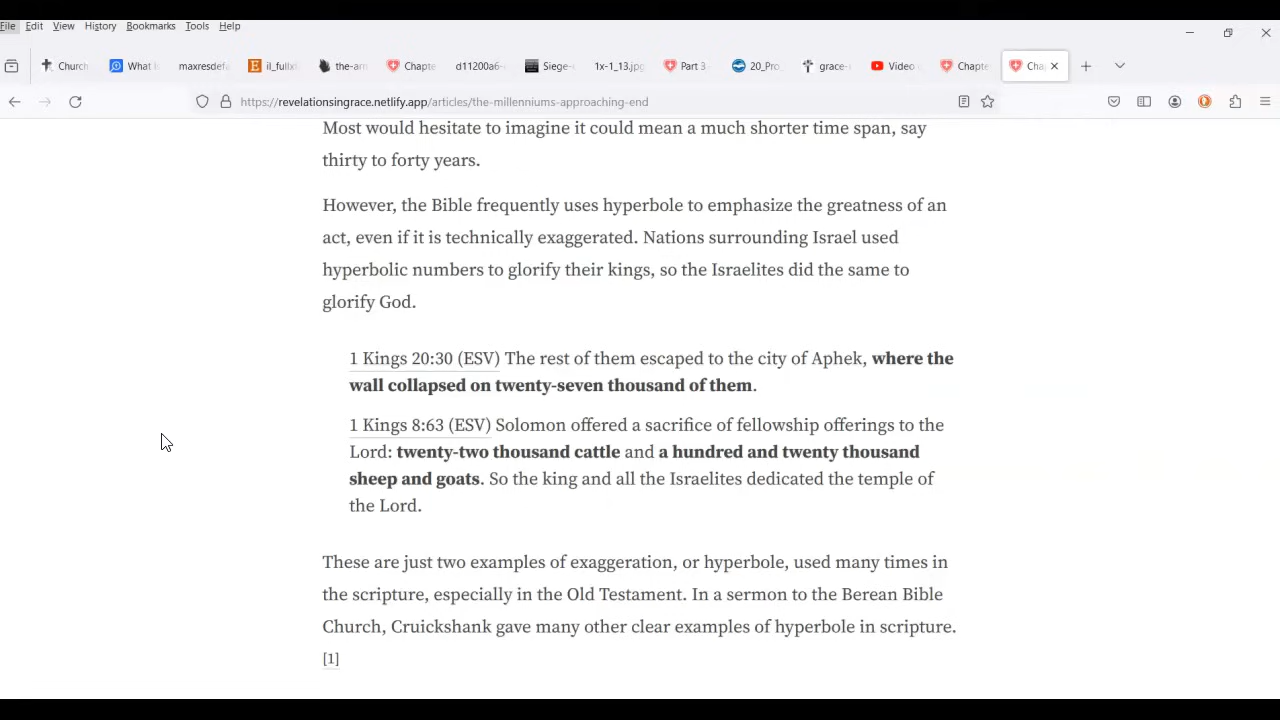 File Edit View History Bookmarks Tools Help
Church What maxresdef il_fullx the-arm Chapte d11200a6- Siege- 1x-1_13.jpg Part 3 20_Pro grace- Video Chapte Cha
https://revelationsingrace.netlify.app/articles/the-millenniums-approaching-end
Most would hesitate to imagine it could mean a much shorter time span, say
thirty to forty years.
However, the Bible frequently uses hyperbole to emphasize the greatness of an
act, even if it is technically exaggerated. Nations surrounding Israel used
hyperbolic numbers to glorify their kings, so the Israelites did the same to
glorify God.
1 Kings 20:30 (ESV) The rest of them escaped to the city of Aphek, where the
wall collapsed on twenty-seven thousand of them.
1 Kings 8:63 (ESV) Solomon offered a sacrifice of fellowship offerings to the
Lord: twenty-two thousand cattle and a hundred and twenty thousand
sheep and goats. So the king and all the Israelites dedicated the temple of
the Lord.
These are just two examples of exaggeration, or hyperbole, used many times in
the scripture, especially in the Old Testament. In a sermon to the Berean Bible
Church, Cruickshank gave many other clear examples of hyperbole in scripture.
[1]